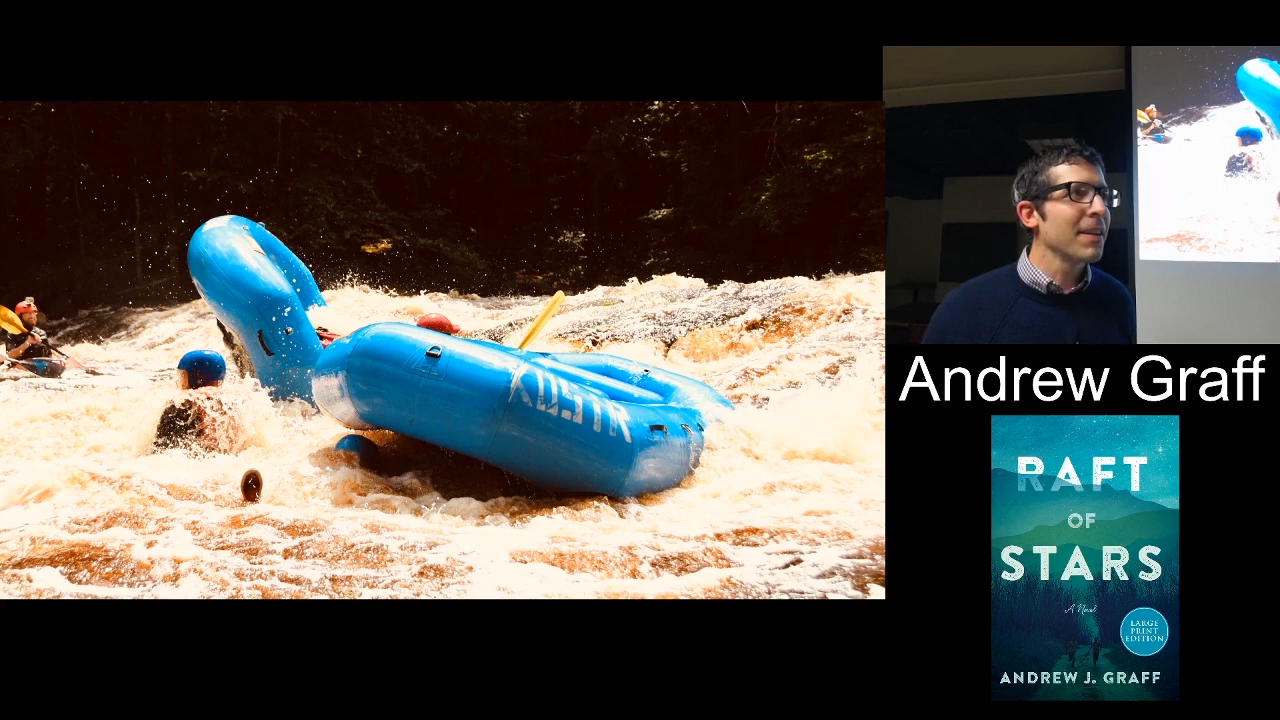 Andrew Graff
RAFT
OF
STARS
A Novel
LARGE
PRINT
EDITION
ANDREW J. GRAFF